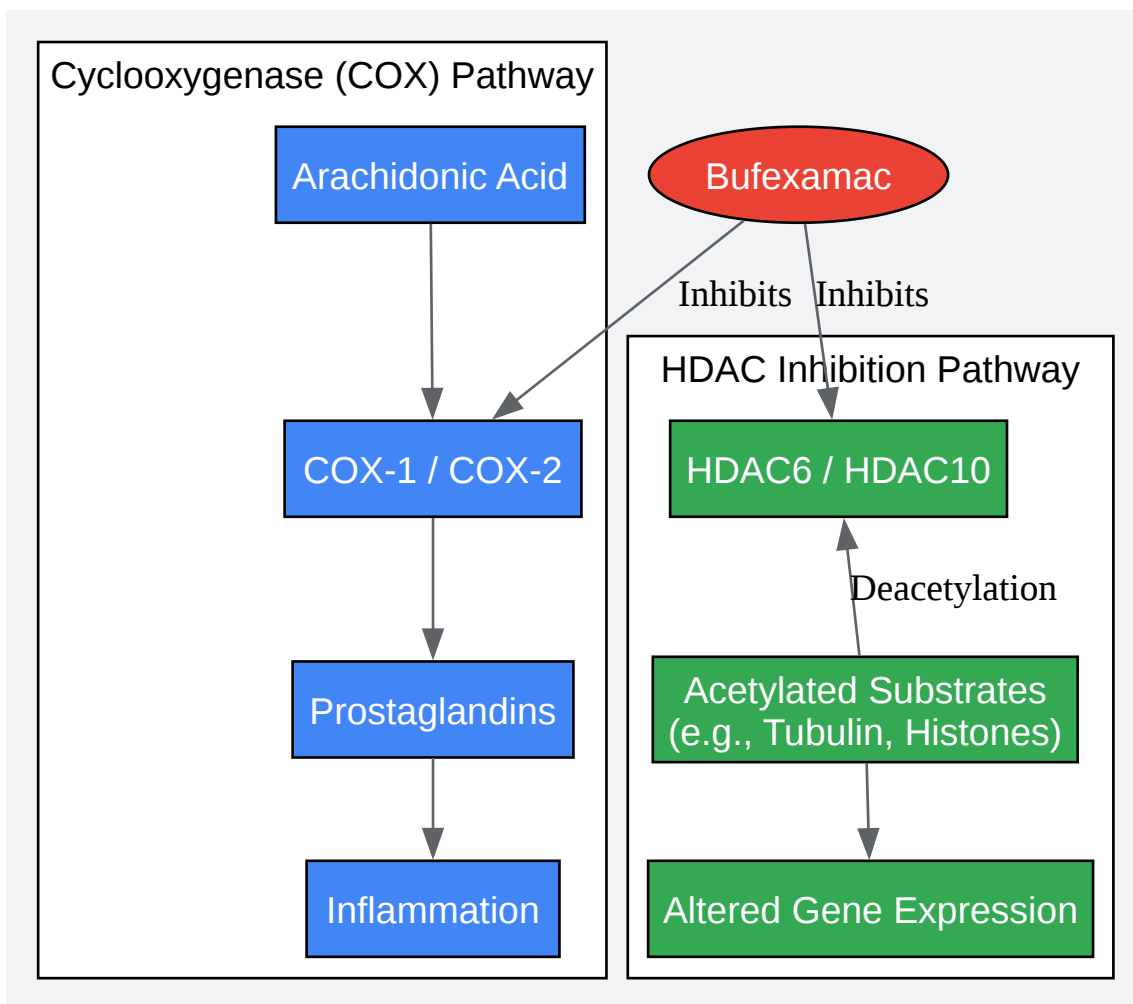 Cyclooxygenase (COX) Pathway
Arachidonic Acid
Bufexamac
Inhibits
Inhibits
HDAC Inhibition Pathway
COX-1 / COX-2
HDAC6 / HDAC10
Deacetylation
Prostaglandins
Acetylated Substrates
(e.g., Tubulin, Histones)
Inflammation
Altered Gene Expression